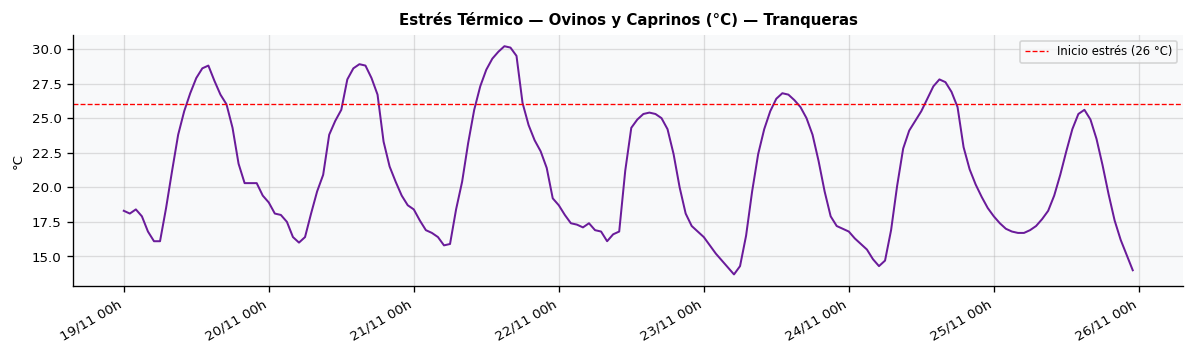 Estrés Térmico — Ovinos y Caprinos (°C) — Tranqueras
Inicio estrés (26 °C)
°C
30.0
27.5
25.0
22.5
20.0
17.5
15.0
19/11 00h
20/11 00h
21/11 00h
22/11 00h
23/11 00h
24/11 00h
25/11 00h
26/11 00h